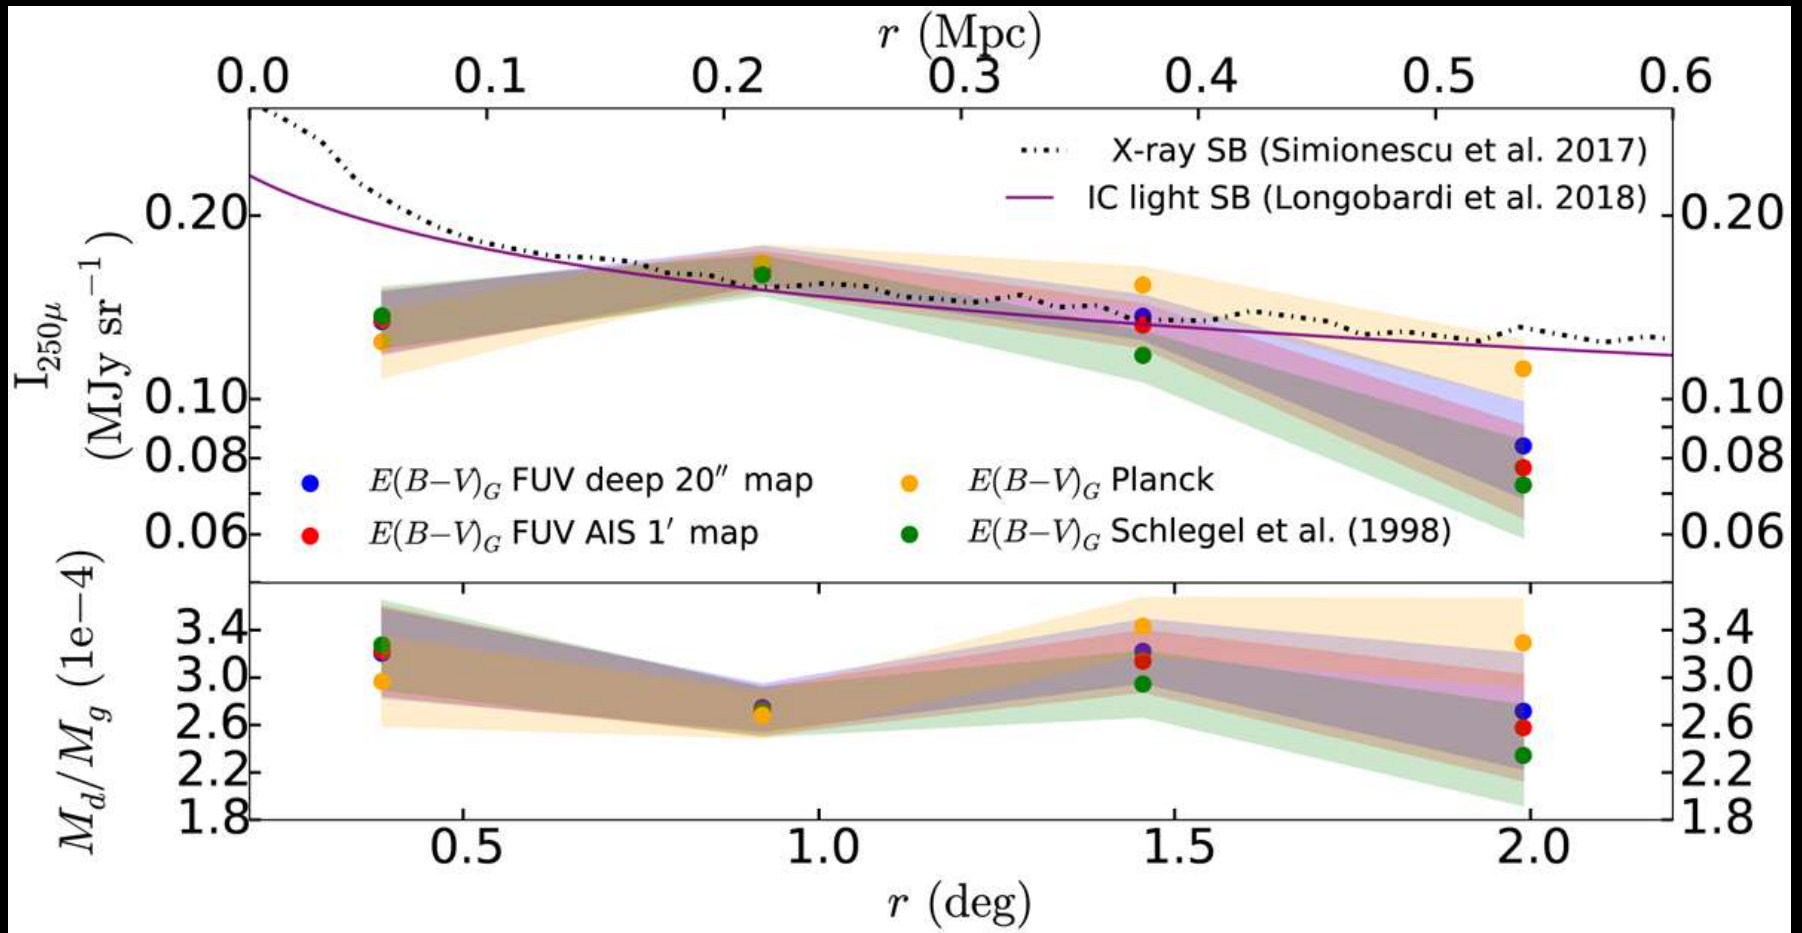 r (Mpc)
0.0 0.1 0.2 0.3 0.4 0.5 0.6
X-ray SB (Simionescu et al. 2017)
IC light SB (Longobardi et al. 2018)
0.20 0.20
I250μ
(MJy sr−1)
0.10 0.10
0.08 0.08
E(B−V)G FUV deep 20″ map
E(B−V)G Planck
E(B−V)G FUV AIS 1′ map
E(B−V)G Schlegel et al. (1998)
0.06 0.06
Md/Mg (1e−4)
3.4 3.4
3.0 3.0
2.6 2.6
2.2 2.2
1.8 1.8
0.5 1.0 1.5 2.0
r (deg)